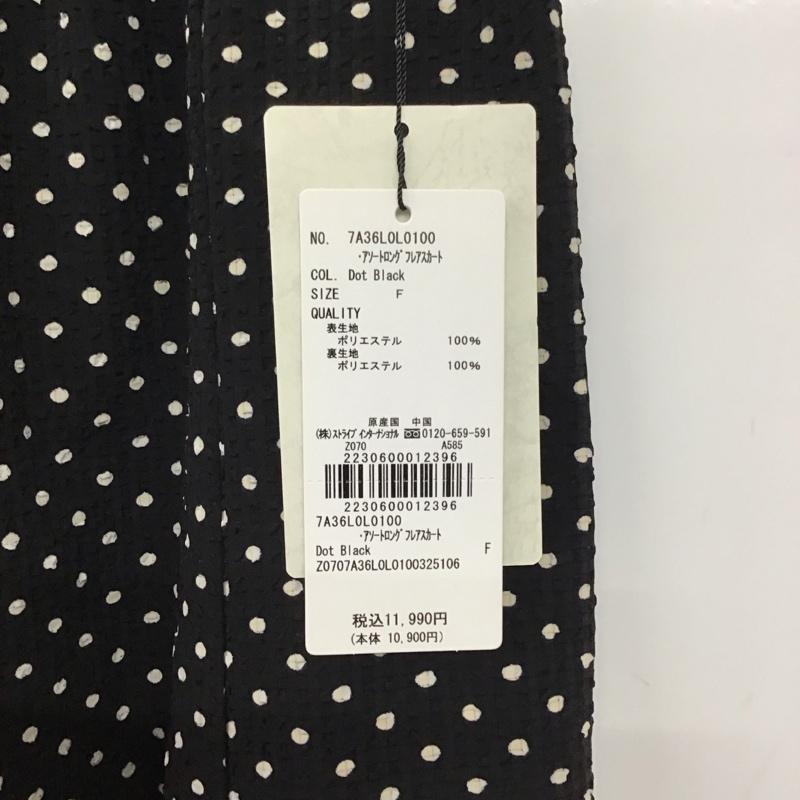 NO. 7A36L0L0100
・アソートロングフレアスカート
COL. Dot Black
SIZE F
QUALITY
表生地
ポリエステル 100%
裏生地
ポリエステル 100%
原産国 中国
(株)ストライプインターナショナル 0120-659-591
Z070 A585
2230600012396
2230600012396
7A36L0L0100
・アソートロングフレアスカート
Dot Black F
Z0707A36L0L0100325106
税込11,990円
(本体 10,900円)